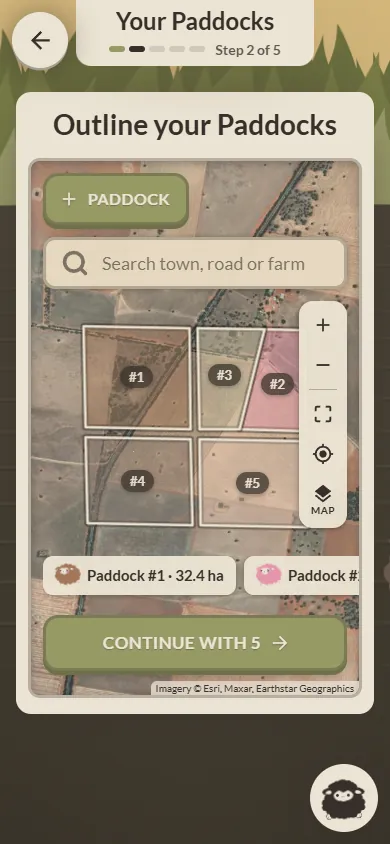 Your Paddocks
Step 2 of 5
Outline your Paddocks
+ PADDOCK
Search town, road or farm
#1
#3
#2
#4
#5
MAP
Paddock #1 · 32.4 ha
Paddock #
CONTINUE WITH 5 →
Imagery © Esri, Maxar, Earthstar Geographics